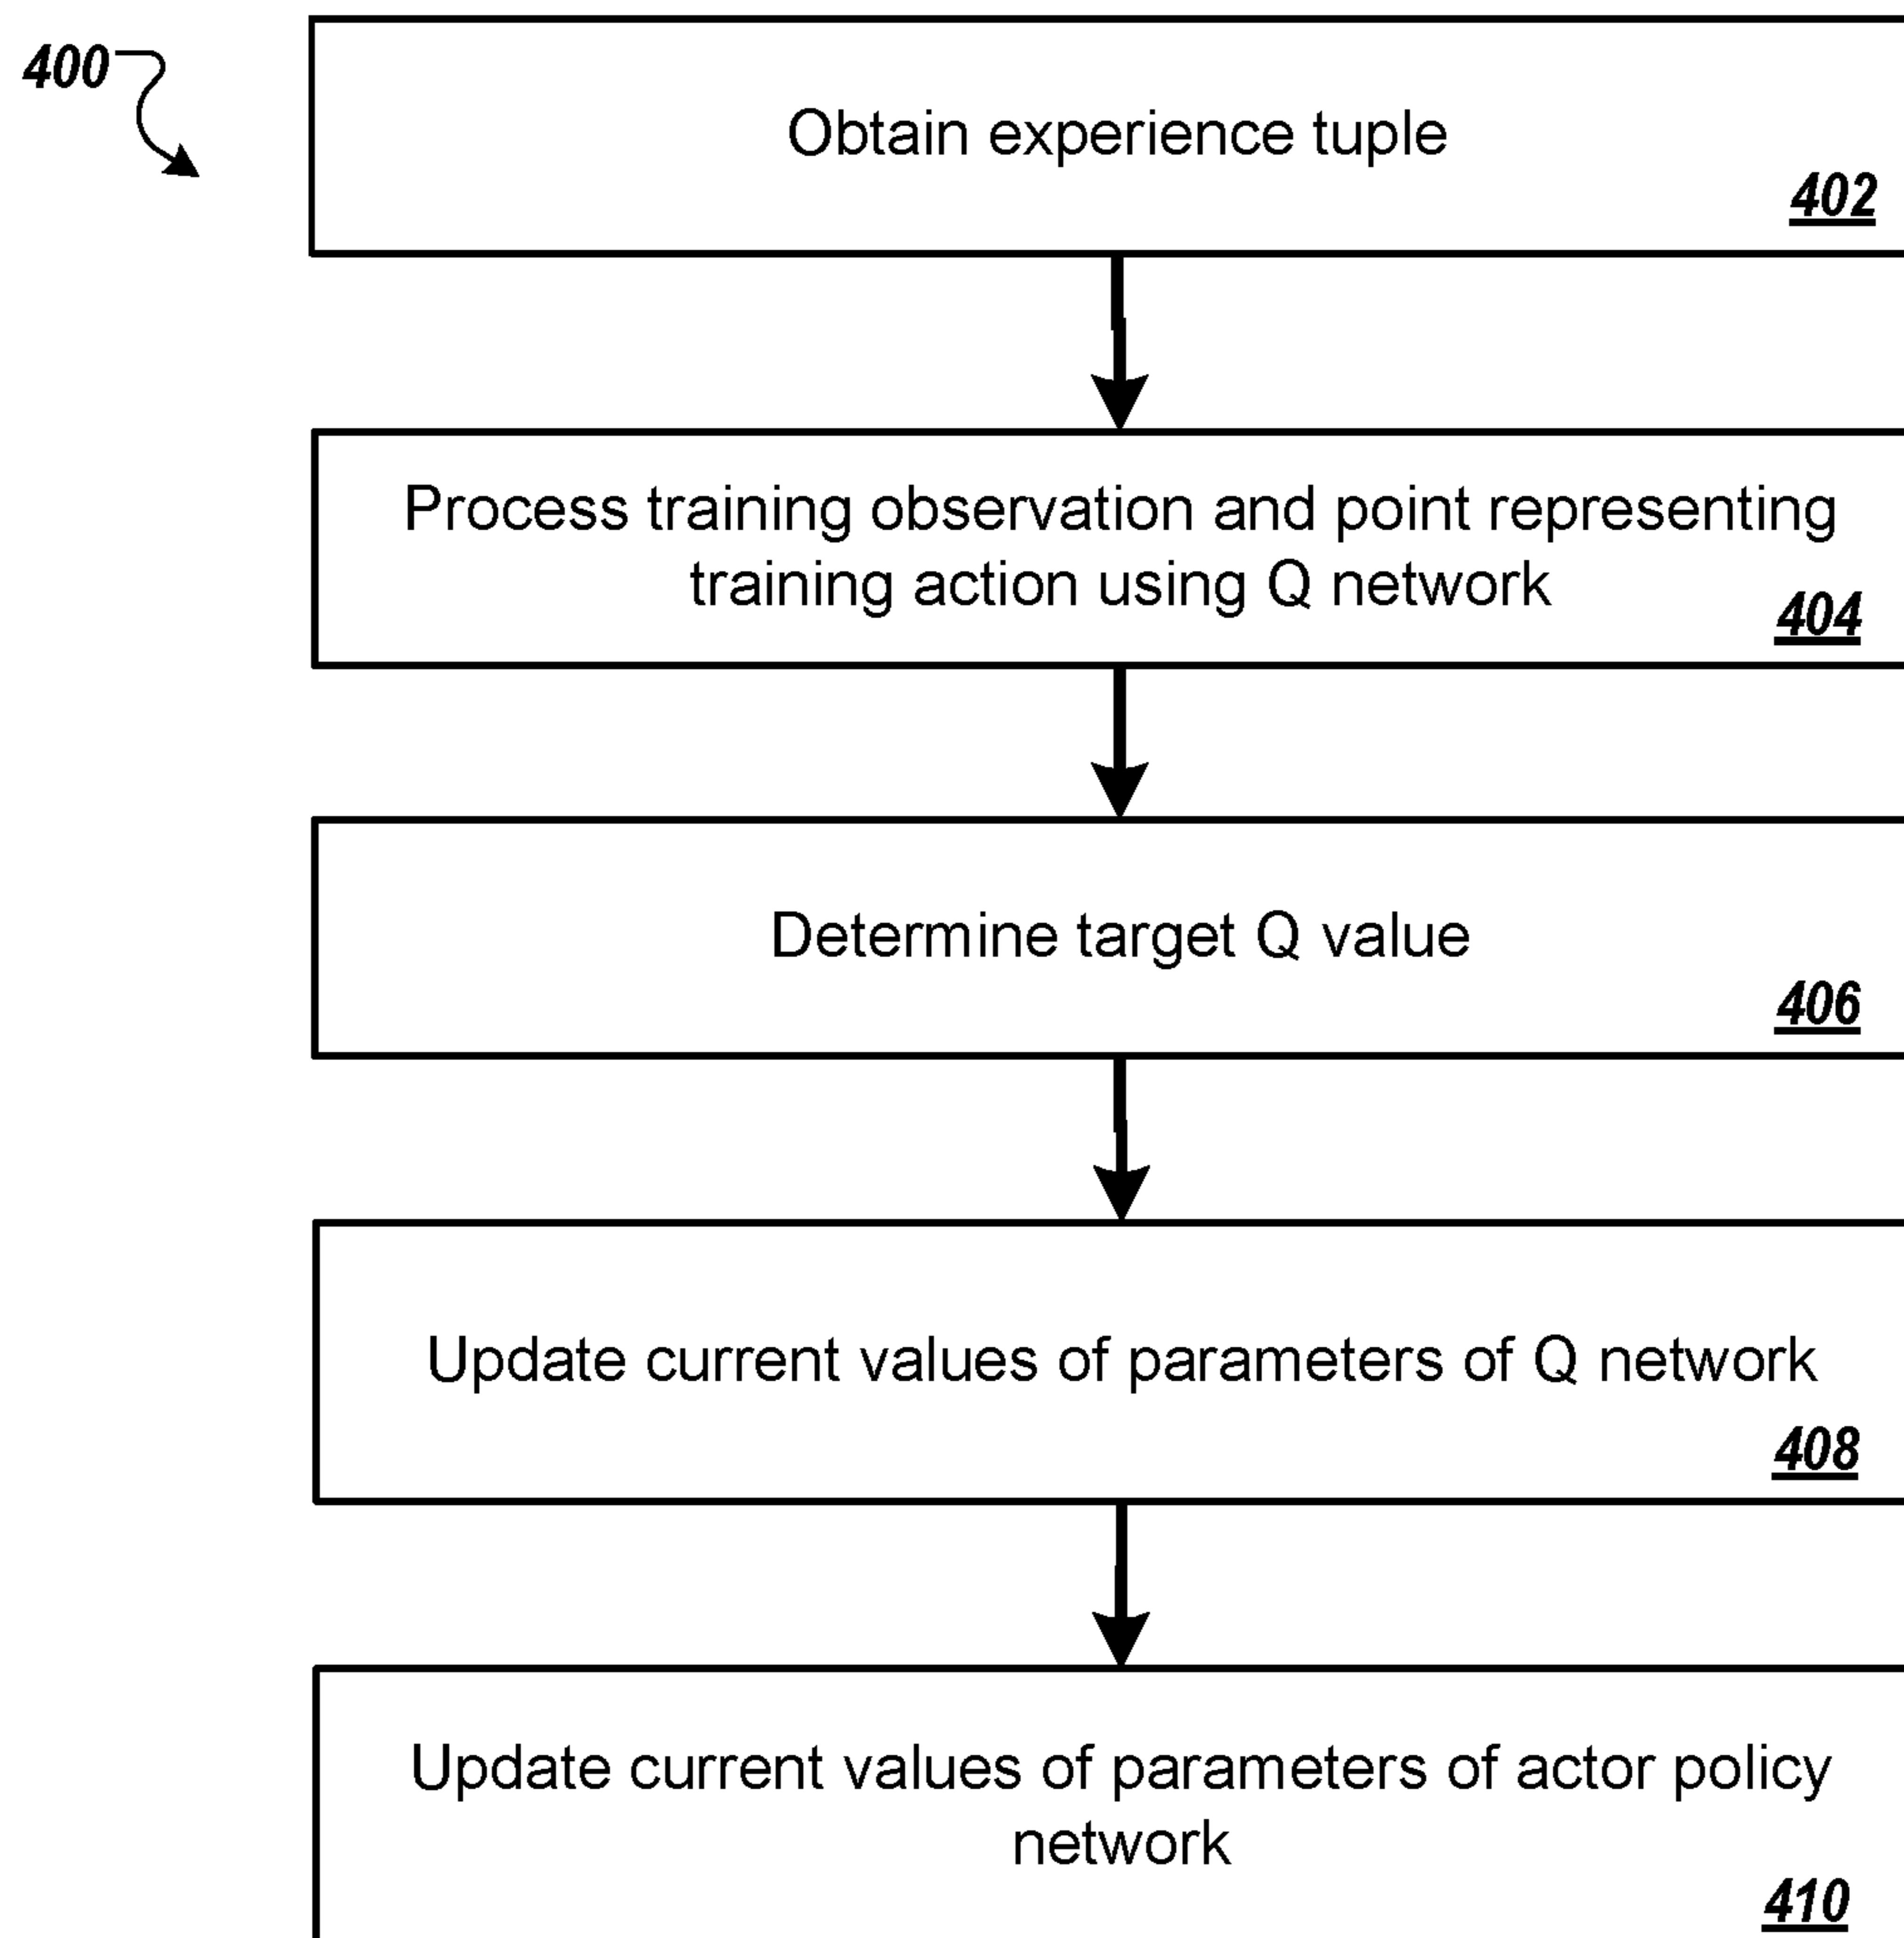 400
Obtain experience tuple
402
Process training observation and point representing
training action using Q network
404
Determine target Q value
406
Update current values of parameters of Q network
408
Update current values of parameters of actor policy
network
410